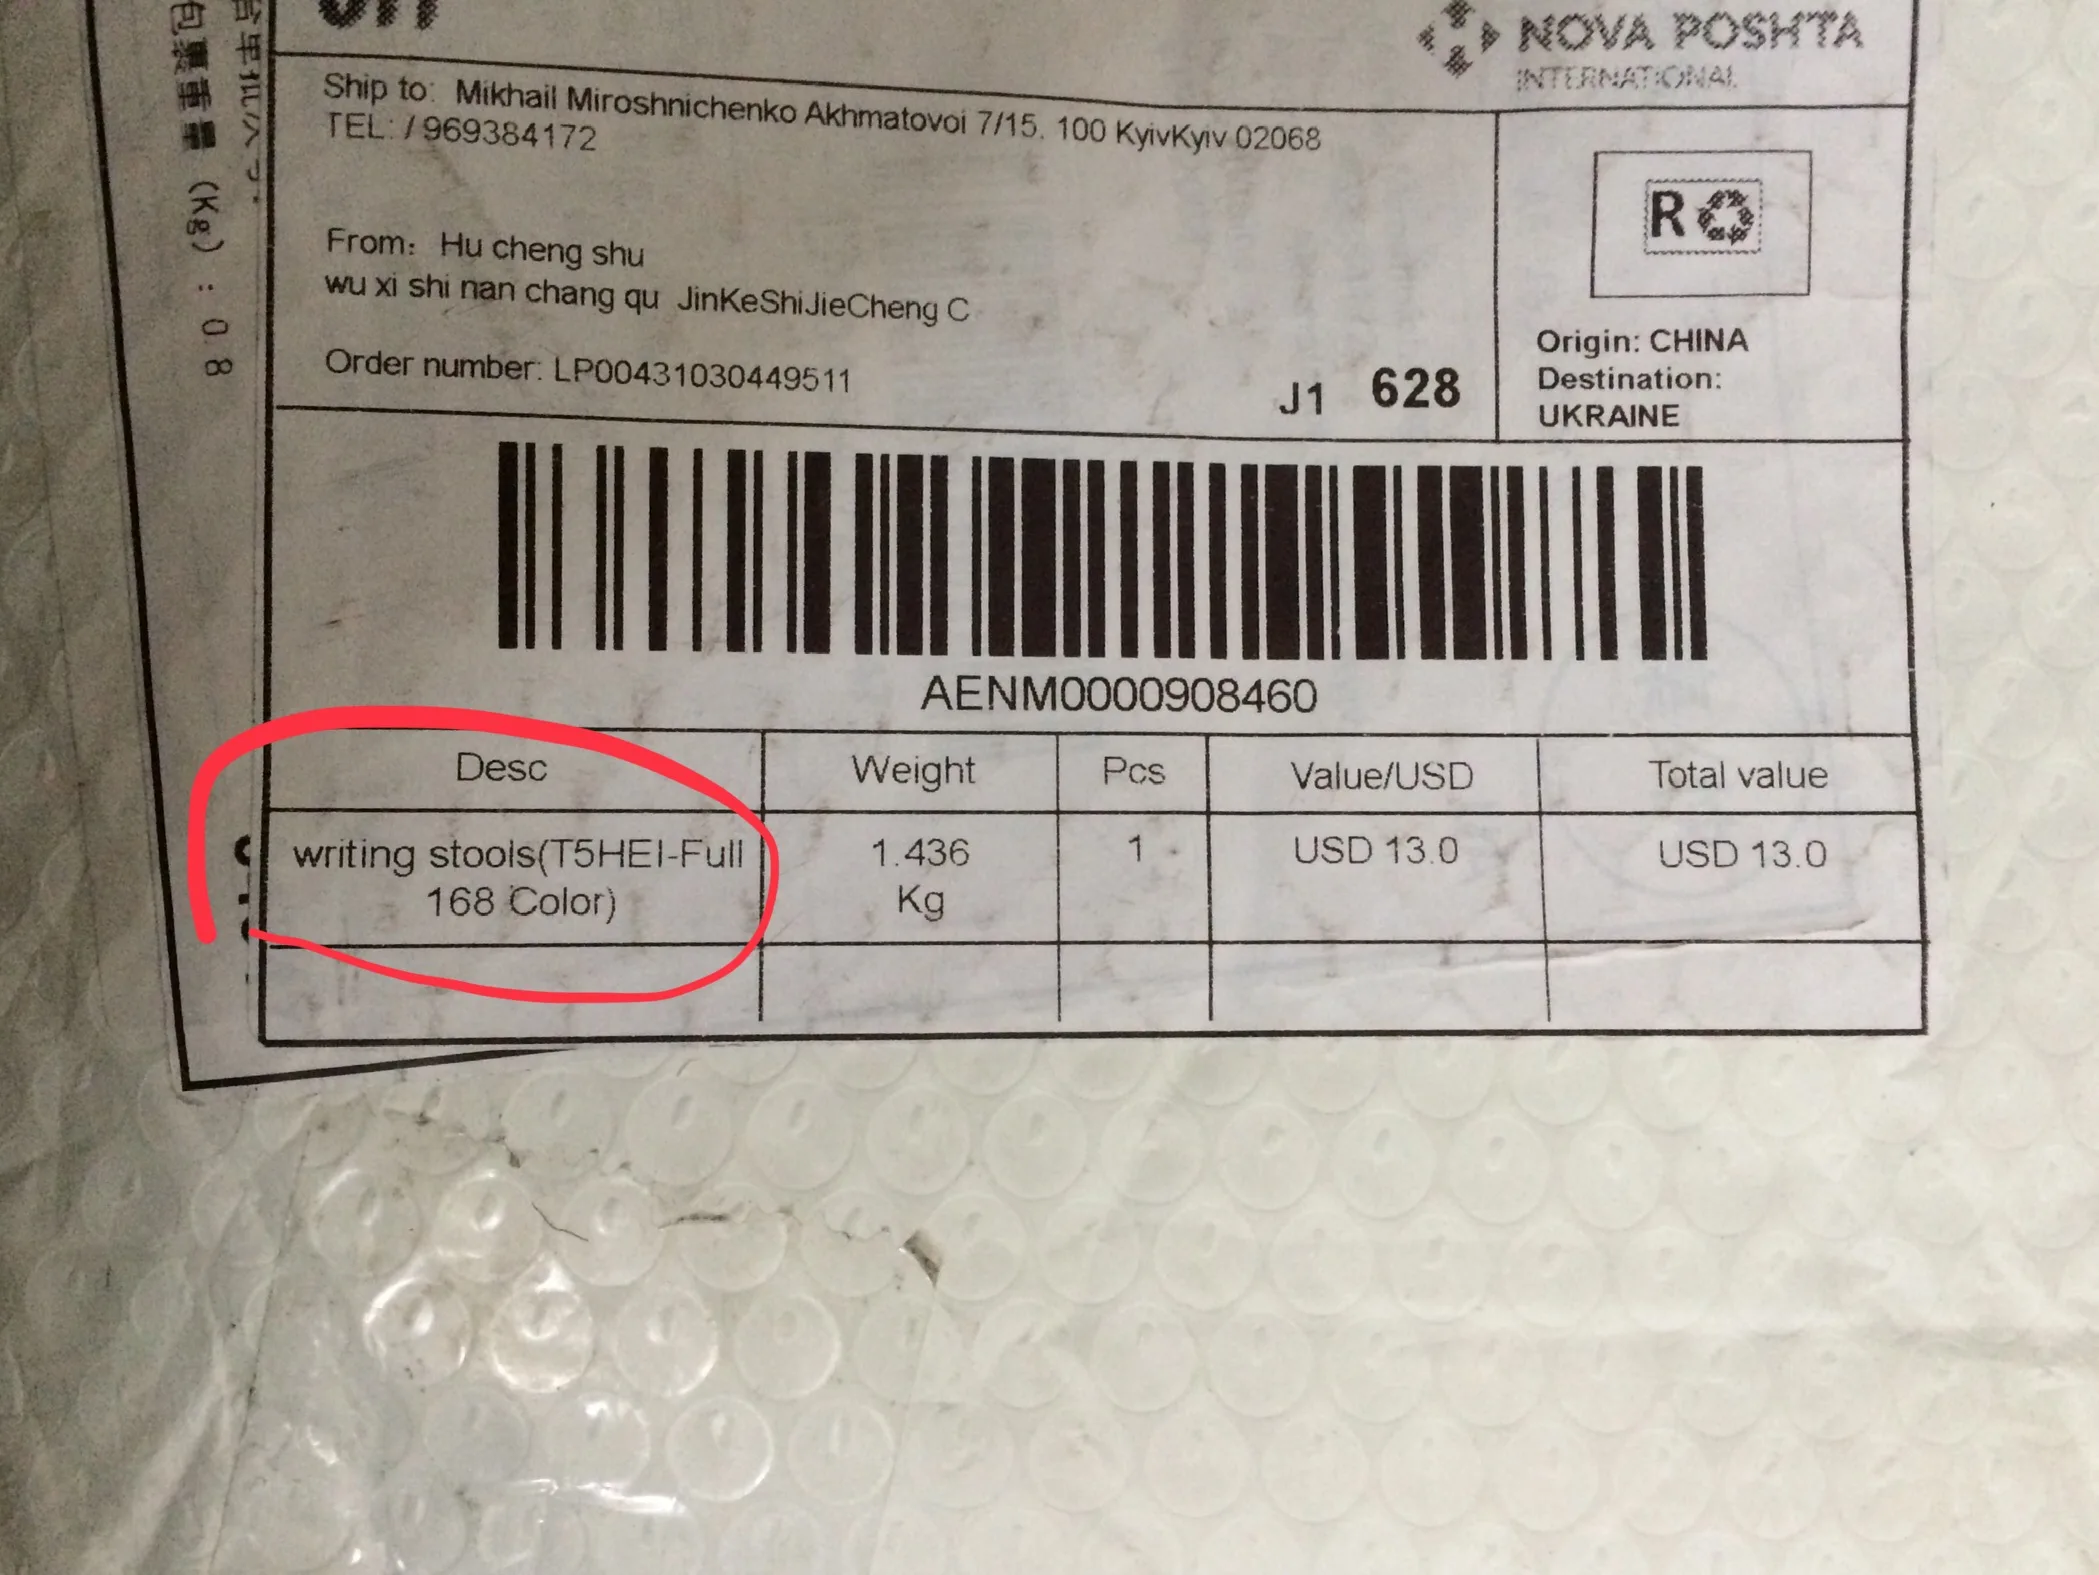 NOVA POSHTA
INTERNATIONAL
Ship to: Mikhail Miroshnichenko Akhmatovoi 7/15. 100 KyivKyiv 02068
TEL: / 969384172
From: Hu cheng shu
wu xi shi nan chang qu JinKeShiJieCheng C
Order number: LP00431030449511
J1 628
R
Origin: CHINA
Destination:
UKRAINE
AENM0000908460
Desc Weight Pcs Value/USD Total value
writing stools(T5HEI-Full 1.436 1 USD 13.0 USD 13.0
168 Color) Kg
(Kg) : 0 8